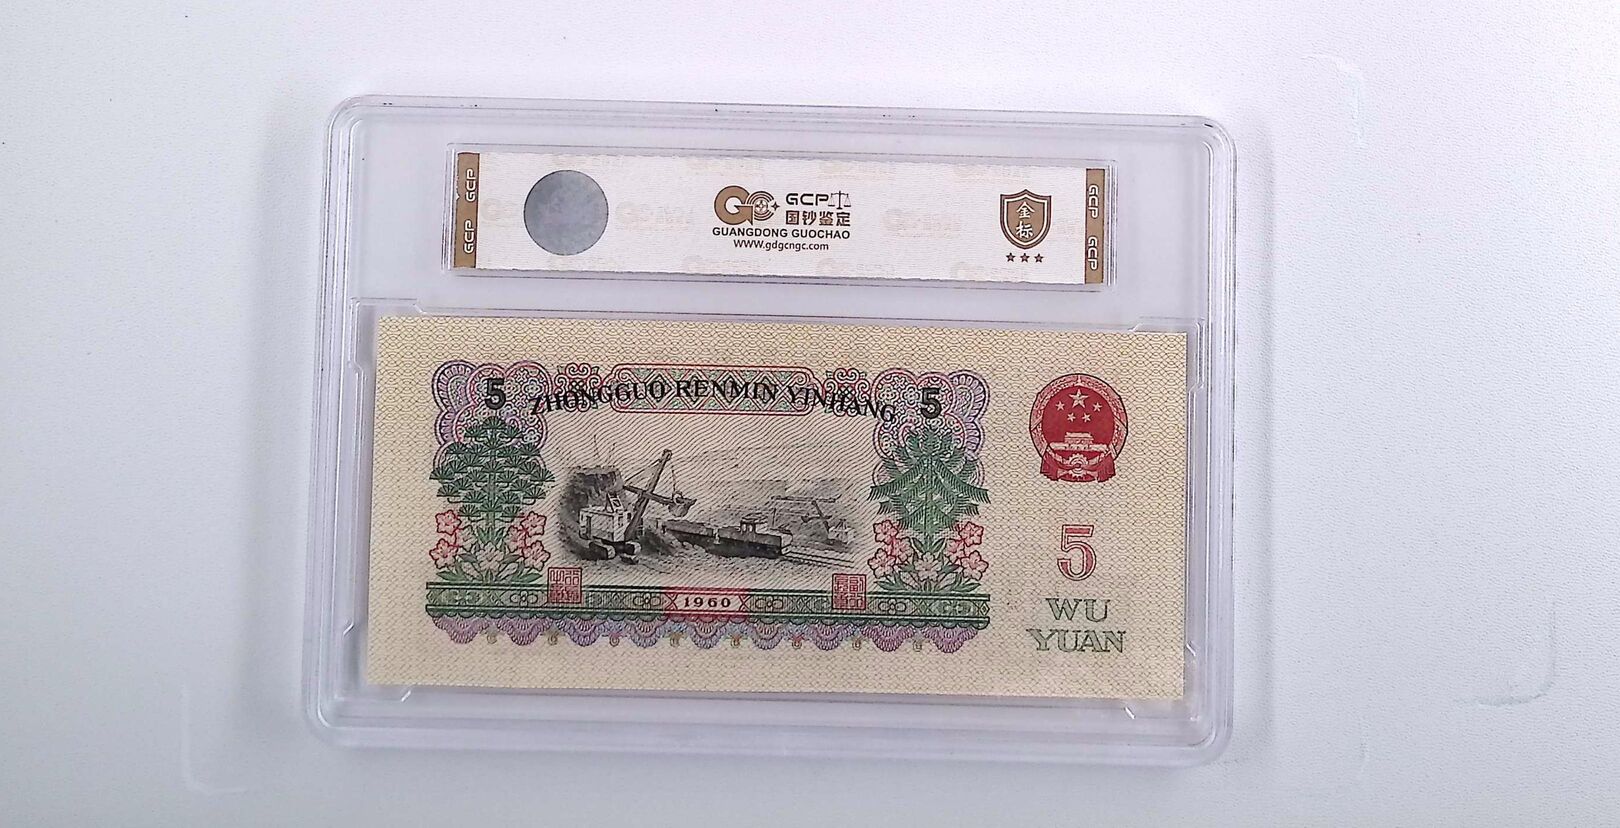 GCP GCP
GCP
国钞鉴定
GUANGDONG GUOCHAO
www.gdgcngc.com
金标
GCP GCP
5 ZHONGGUO RENMIN YINHANG 5
1960
5
WU
YUAN